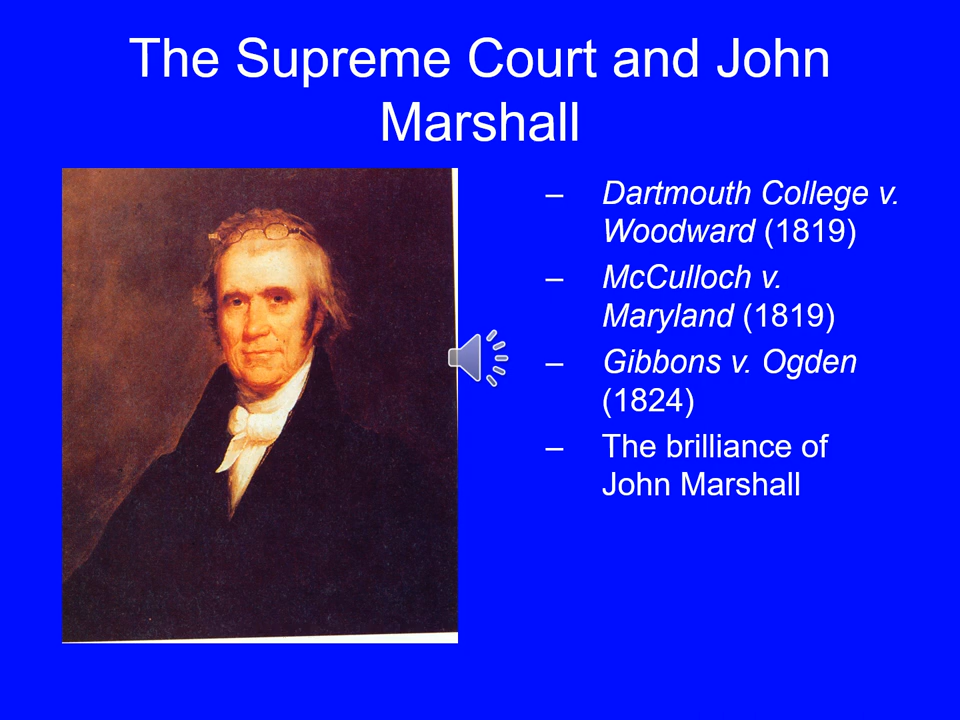 The Supreme Court and John
Marshall
– Dartmouth College v.
Woodward (1819)
– McCulloch v.
Maryland (1819)
– Gibbons v. Ogden
(1824)
– The brilliance of
John Marshall